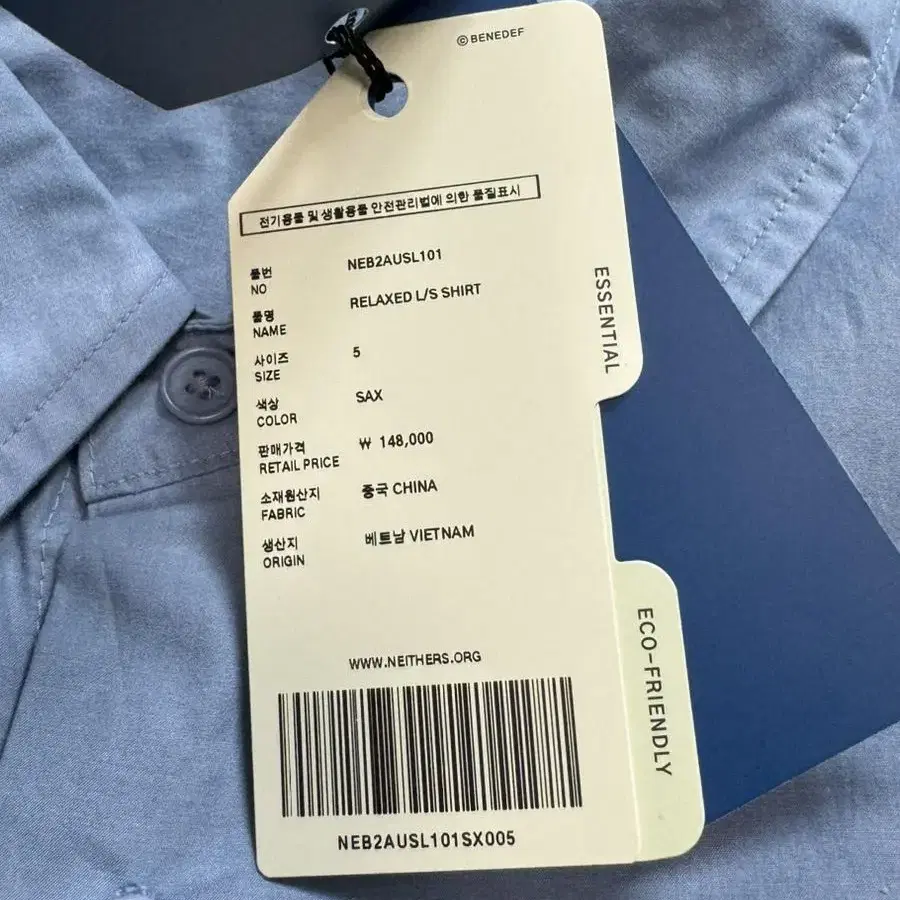 © BENEDEF
전기용품 및 생활용품 안전관리법에 의한 품질표시
품번 NEB2AUSL101
NO
품명 RELAXED L/S SHIRT
NAME
사이즈 5
SIZE
색상 SAX
COLOR
판매가격 ₩ 148,000
RETAIL PRICE
소재원산지 중국 CHINA
FABRIC
생산지 베트남 VIETNAM
ORIGIN
WWW.NEITHERS.ORG
NEB2AUSL101SX005
ESSENTIAL
ECO-FRIENDLY